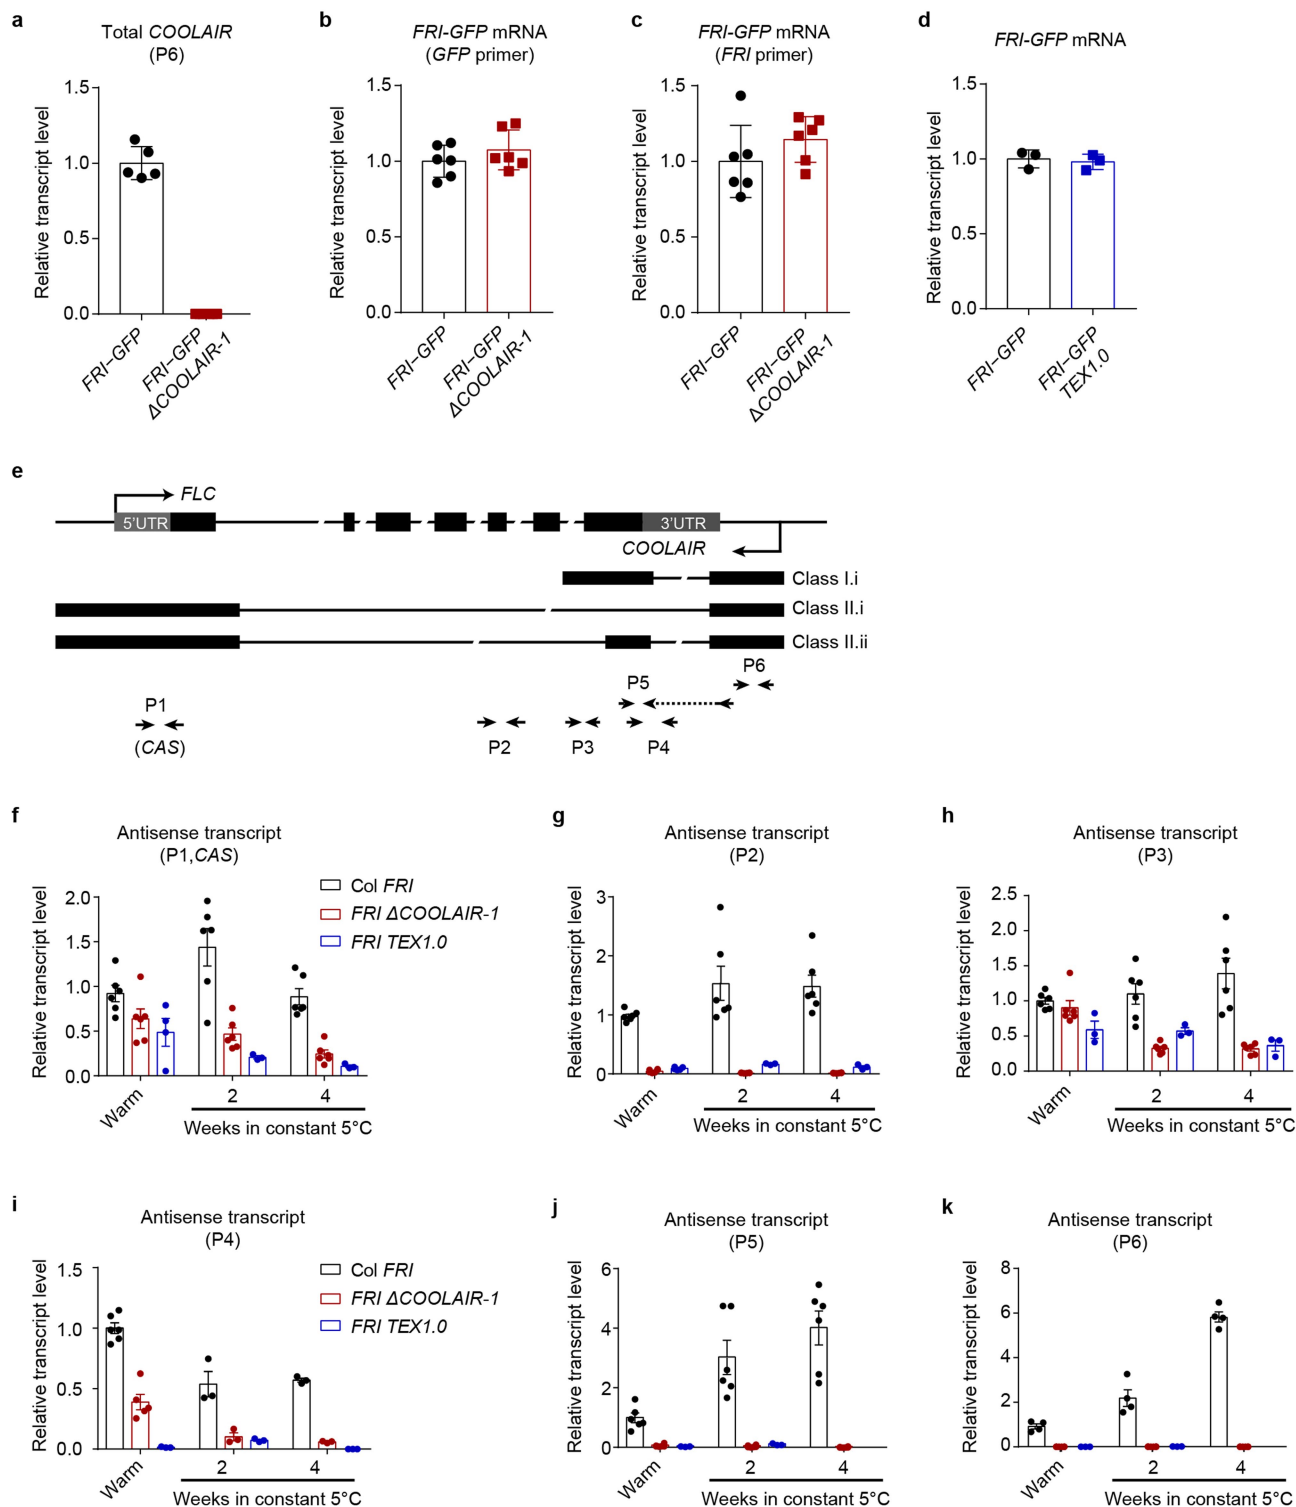 a
Total COOLAIR
(P6)
Relative transcript level
1.5
1.0
0.5
0.0
FRI–GFP
FRI–GFP
ΔCOOLAIR-1
b
FRI-GFP mRNA
(GFP primer)
Relative transcript level
1.5
1.0
0.5
0.0
FRI–GFP
FRI–GFP
ΔCOOLAIR-1
c
FRI-GFP mRNA
(FRI primer)
Relative transcript level
1.5
1.0
0.5
0.0
FRI–GFP
FRI–GFP
ΔCOOLAIR-1
d
FRI-GFP mRNA
Relative transcript level
1.5
1.0
0.5
0.0
FRI–GFP
FRI–GFP
TEX1.0
e
FLC
5'UTR
3'UTR
COOLAIR
Class I.i
Class II.i
Class II.ii
P6
P5
P1
(CAS)
P2
P3
P4
f
Antisense transcript
(P1,CAS)
Relative transcript level
2.0
1.5
1.0
0.5
0.0
Col FRI
FRI ΔCOOLAIR-1
FRI TEX1.0
Warm
2
4
Weeks in constant 5°C
g
Antisense transcript
(P2)
Relative transcript level
3
2
1
0
Warm
2
4
Weeks in constant 5°C
h
Antisense transcript
(P3)
Relative transcript level
2.5
2.0
1.5
1.0
0.5
0.0
Warm
2
4
Weeks in constant 5°C
i
Antisense transcript
(P4)
Relative transcript level
1.5
1.0
0.5
0.0
Col FRI
FRI ΔCOOLAIR-1
FRI TEX1.0
Warm
2
4
Weeks in constant 5°C
j
Antisense transcript
(P5)
Relative transcript level
6
4
2
0
Warm
2
4
Weeks in constant 5°C
k
Antisense transcript
(P6)
Relative transcript level
8
6
4
2
0
Warm
2
4
Weeks in constant 5°C